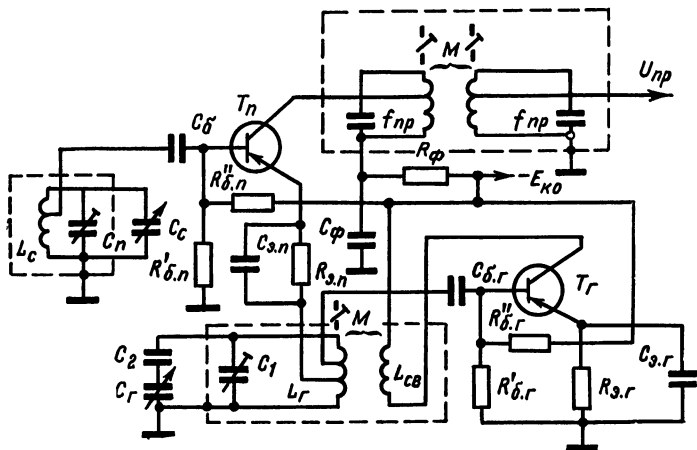 M
Uпр
fпр
fпр
Tп
Cб
Rф
R″б.п
−Eко
Lс
Cп
Cс
R′б.п
Cэ.п
Rэ.п
Cф
Cб.г
Tг
M
R″б.г
C2
C1
Cг
Lг
Lсв
R′б.г
Rэ.г
Cэ.г